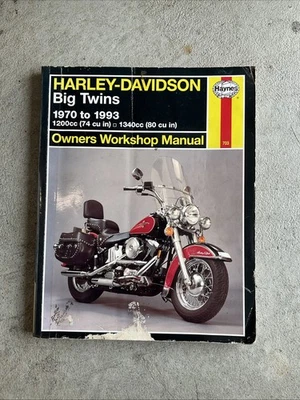 HARLEY-DAVIDSON
Big Twins
1970 to 1993
1200cc (74 cu in) □ 1340cc (80 cu in)
Owners Workshop Manual
Haynes